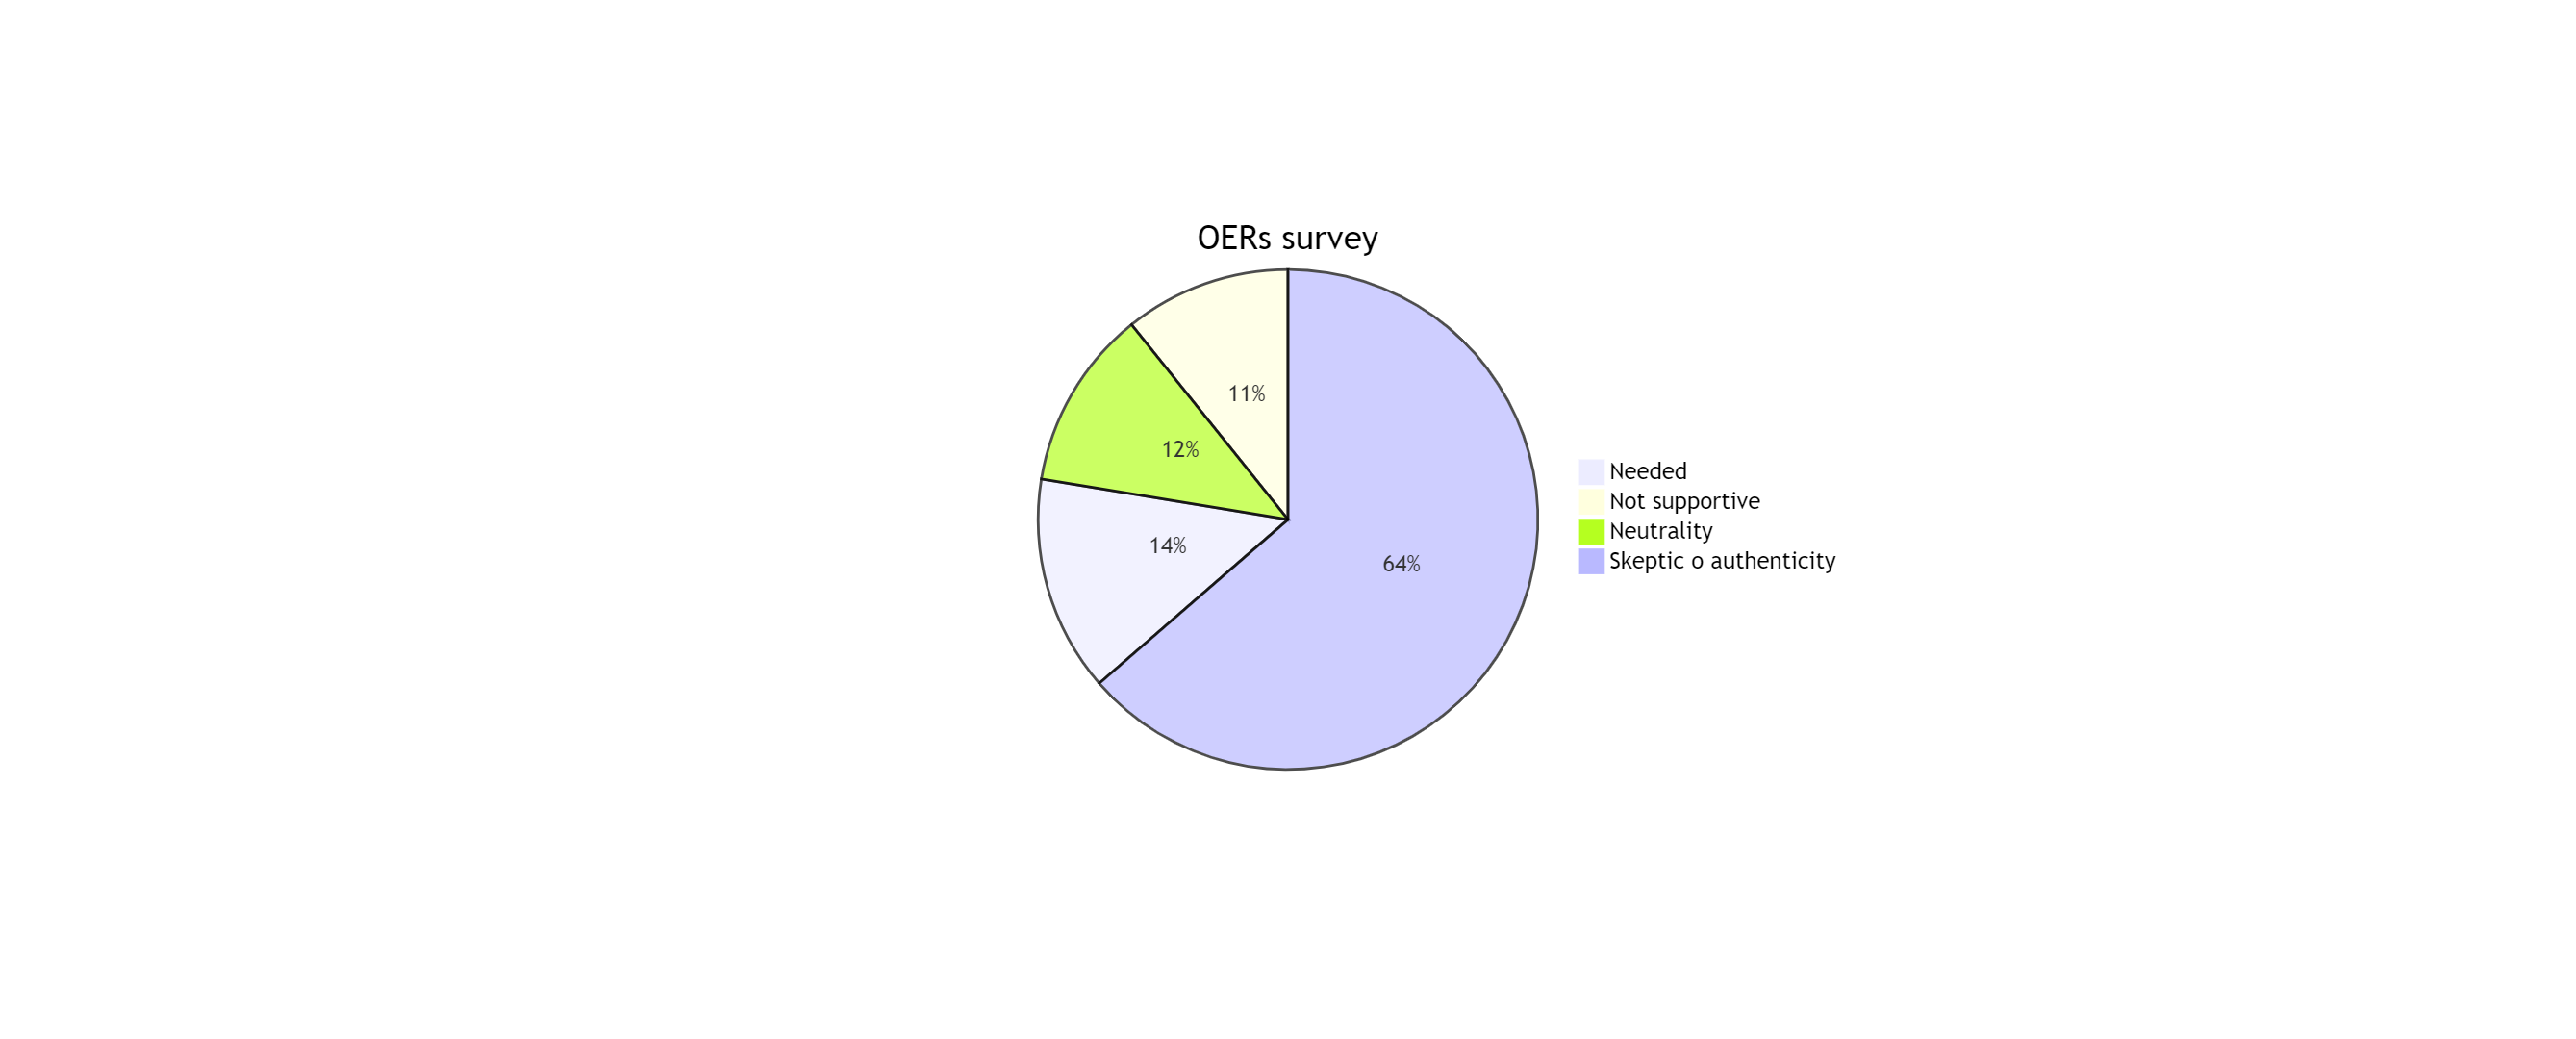 OERs survey
11%
12%
14%
64%
Needed
Not supportive
Neutrality
Skeptic o authenticity